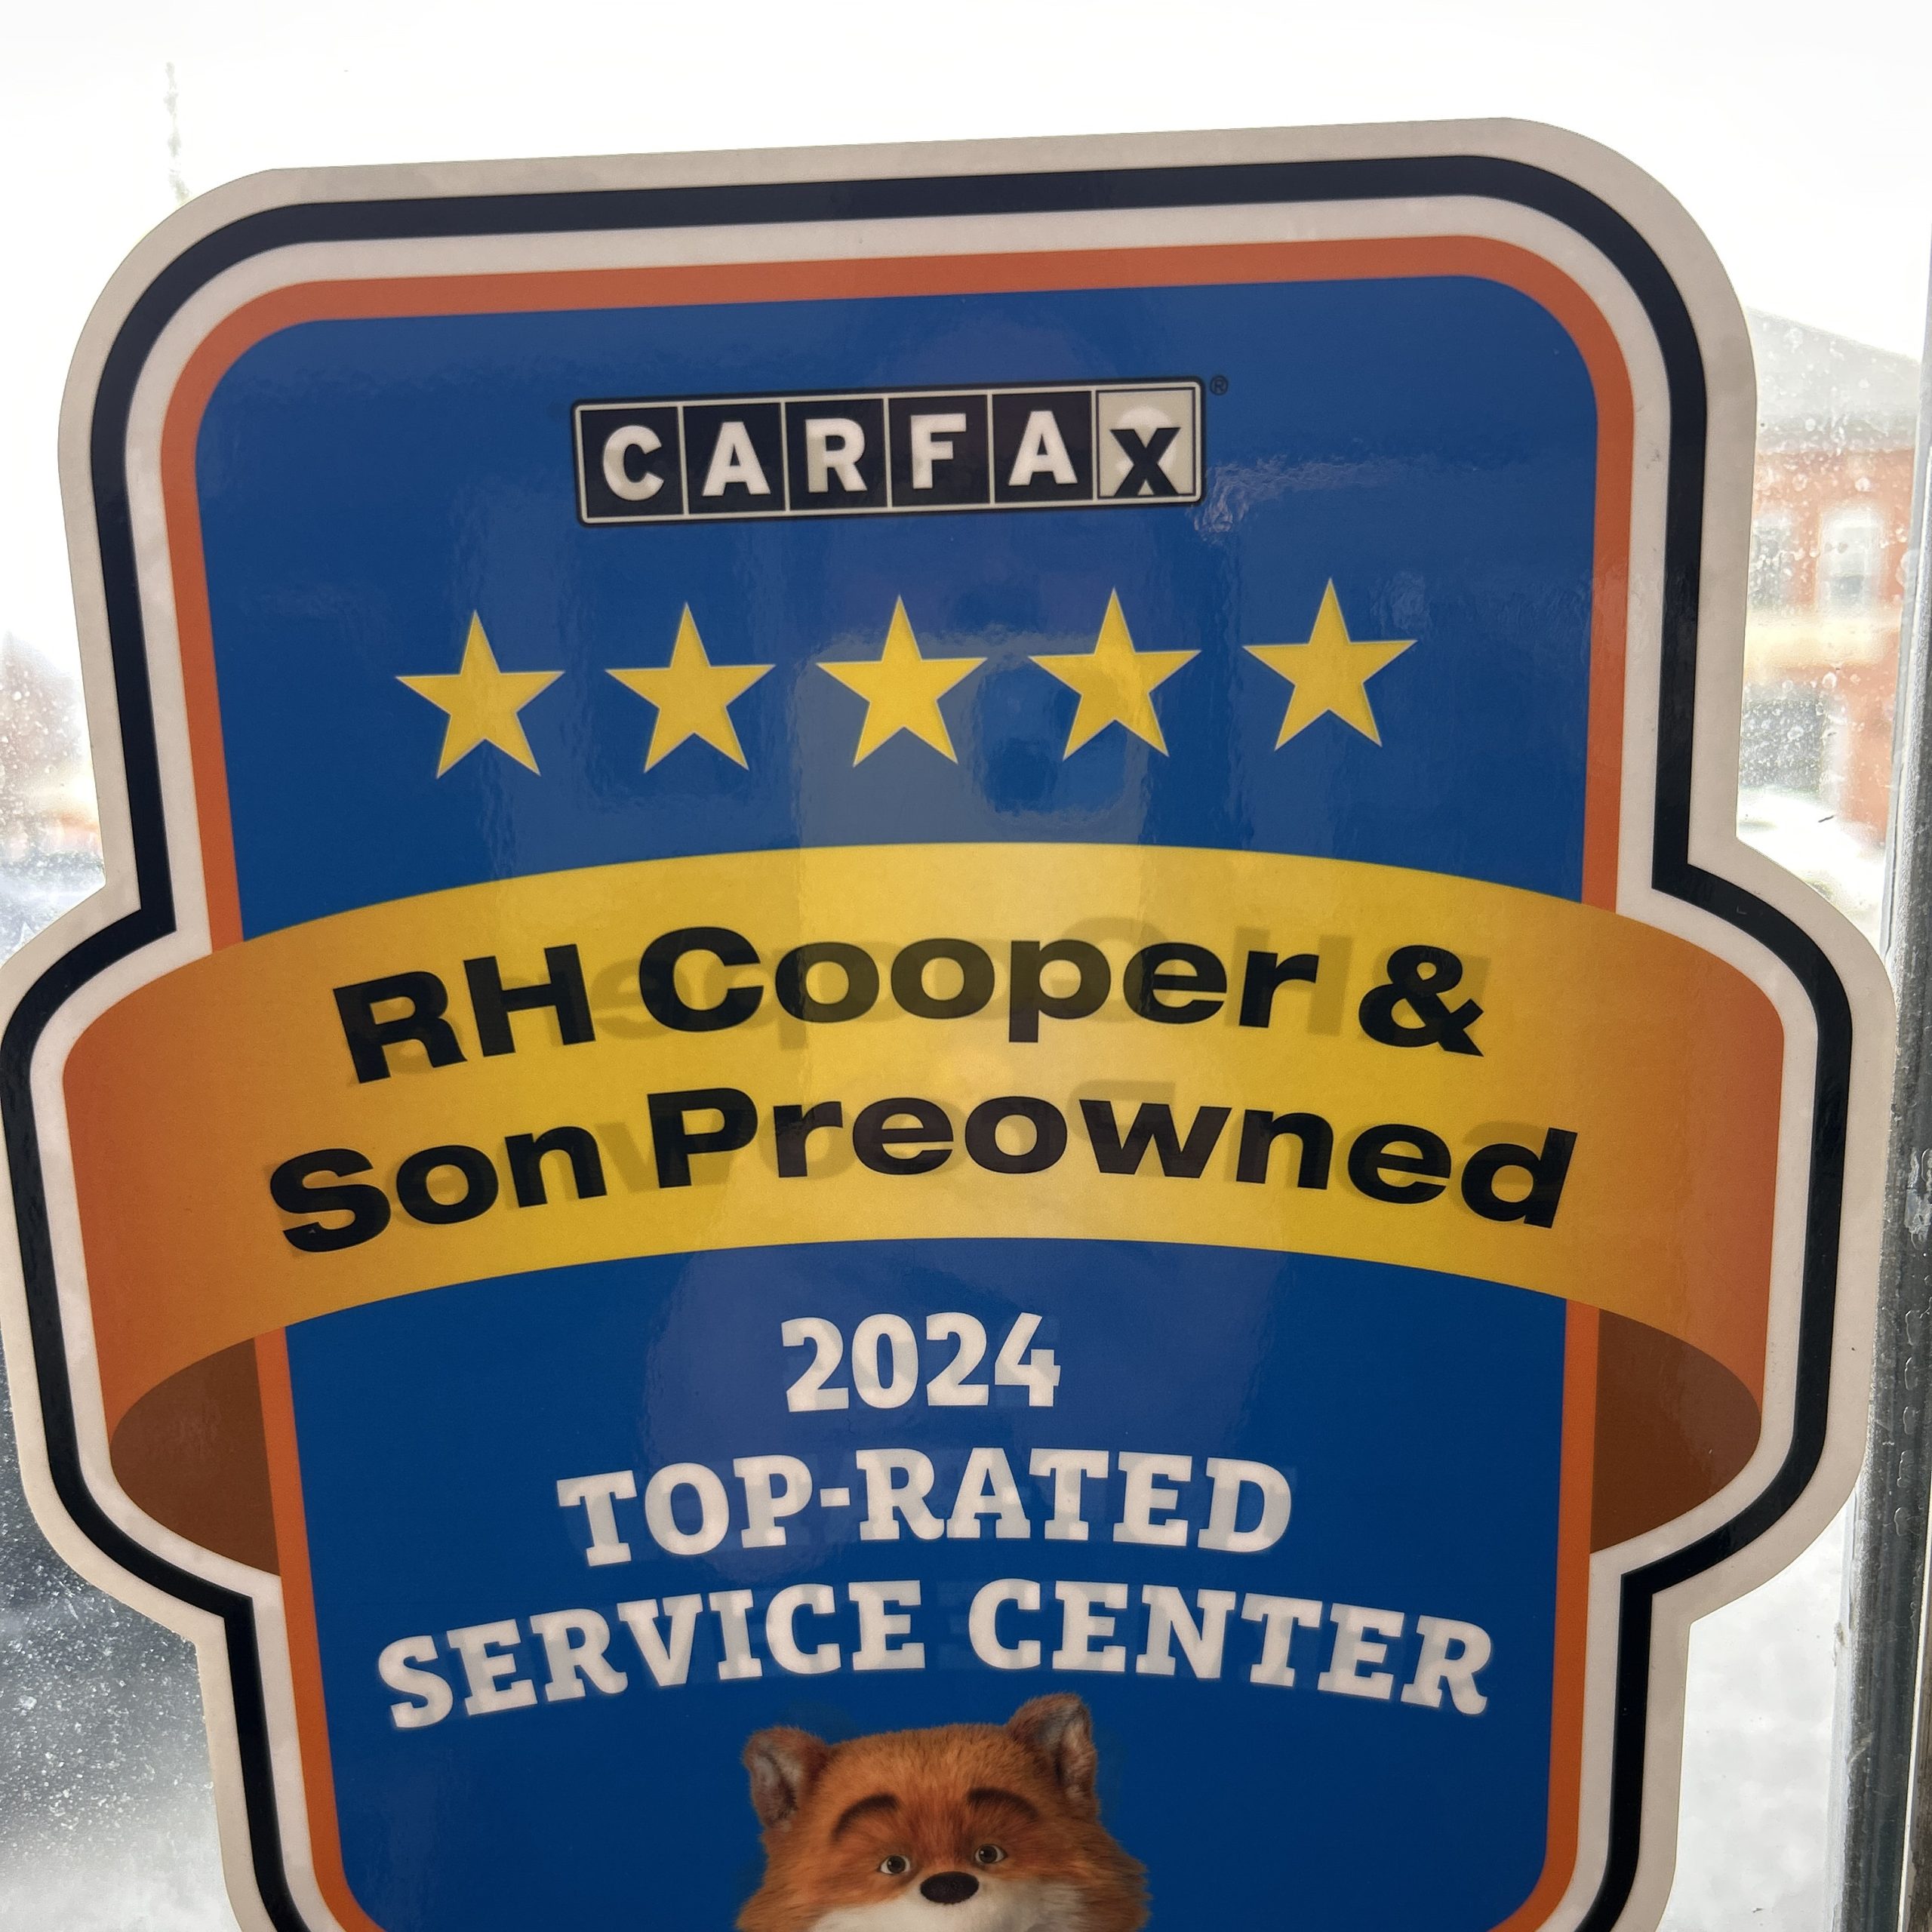 CARFAX®
RH Cooper &
Son Preowned
2024
TOP-RATED
SERVICE CENTER